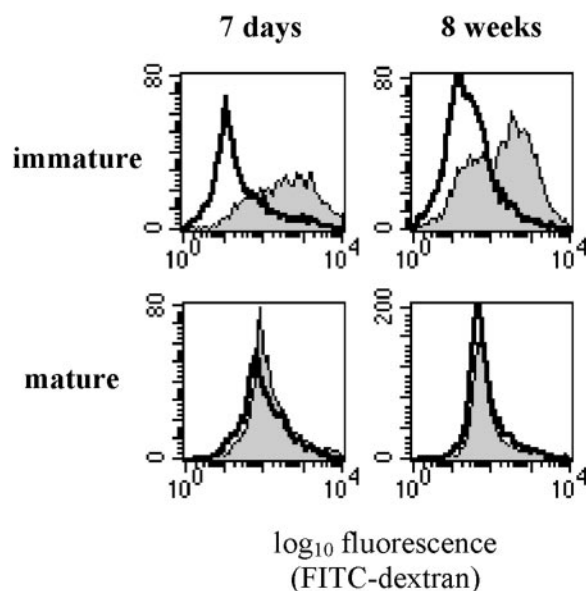 7 days 8 weeks
immature
80
0
10⁰ 10⁴
80
0
10⁰ 10⁴
mature
80
0
10⁰ 10⁴
200
0
10⁰ 10⁴
log₁₀ fluorescence
(FITC-dextran)